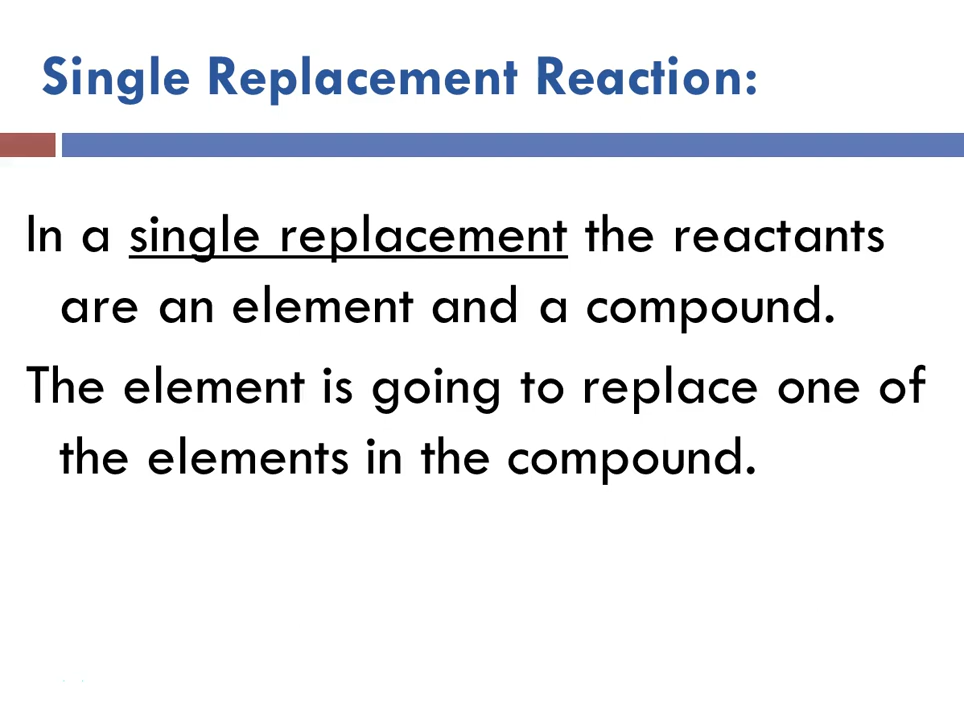 Single Replacement Reaction:
In a single replacement the reactants
are an element and a compound.
The element is going to replace one of
the elements in the compound.